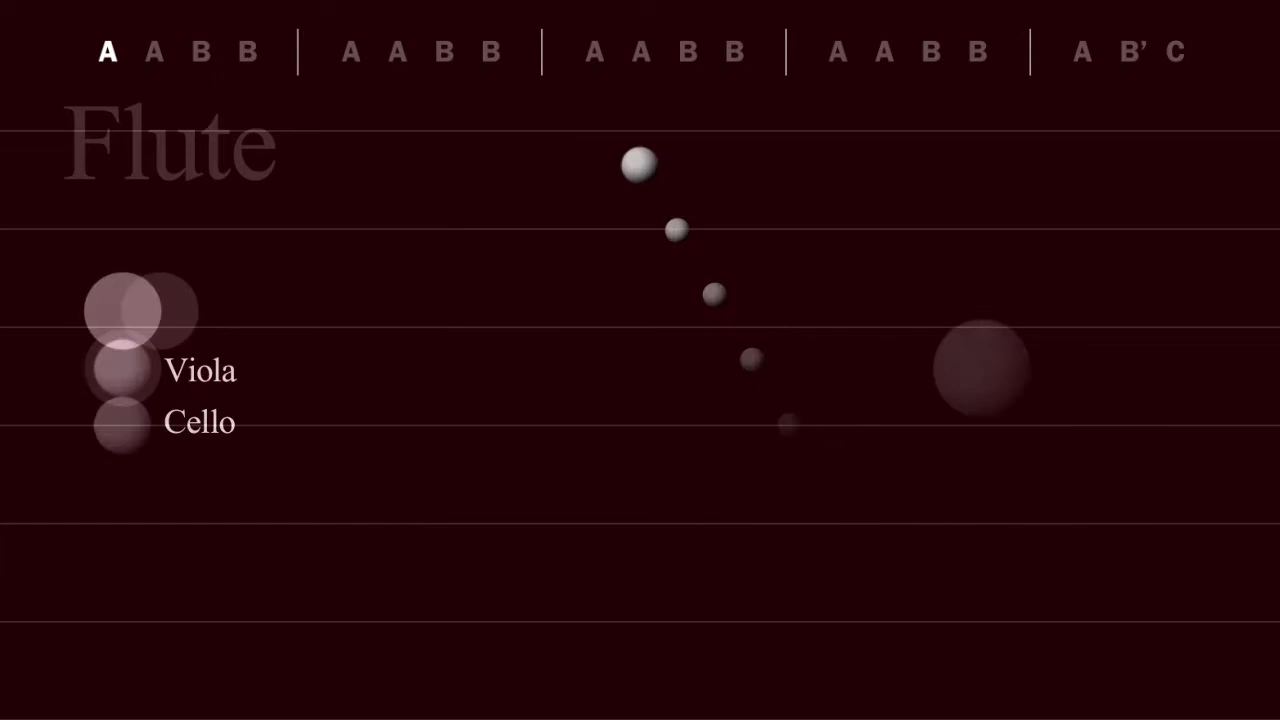 A A B B | A A B B | A A B B | A A B B | A B’ C
Flute
Viola
Cello